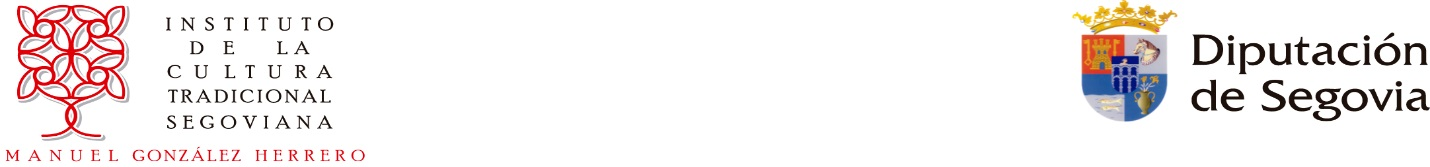 INSTITUTO
DE LA
CULTURA
TRADICIONAL
SEGOVIANA
MANUEL GONZÁLEZ HERRERO
Diputación
de Segovia